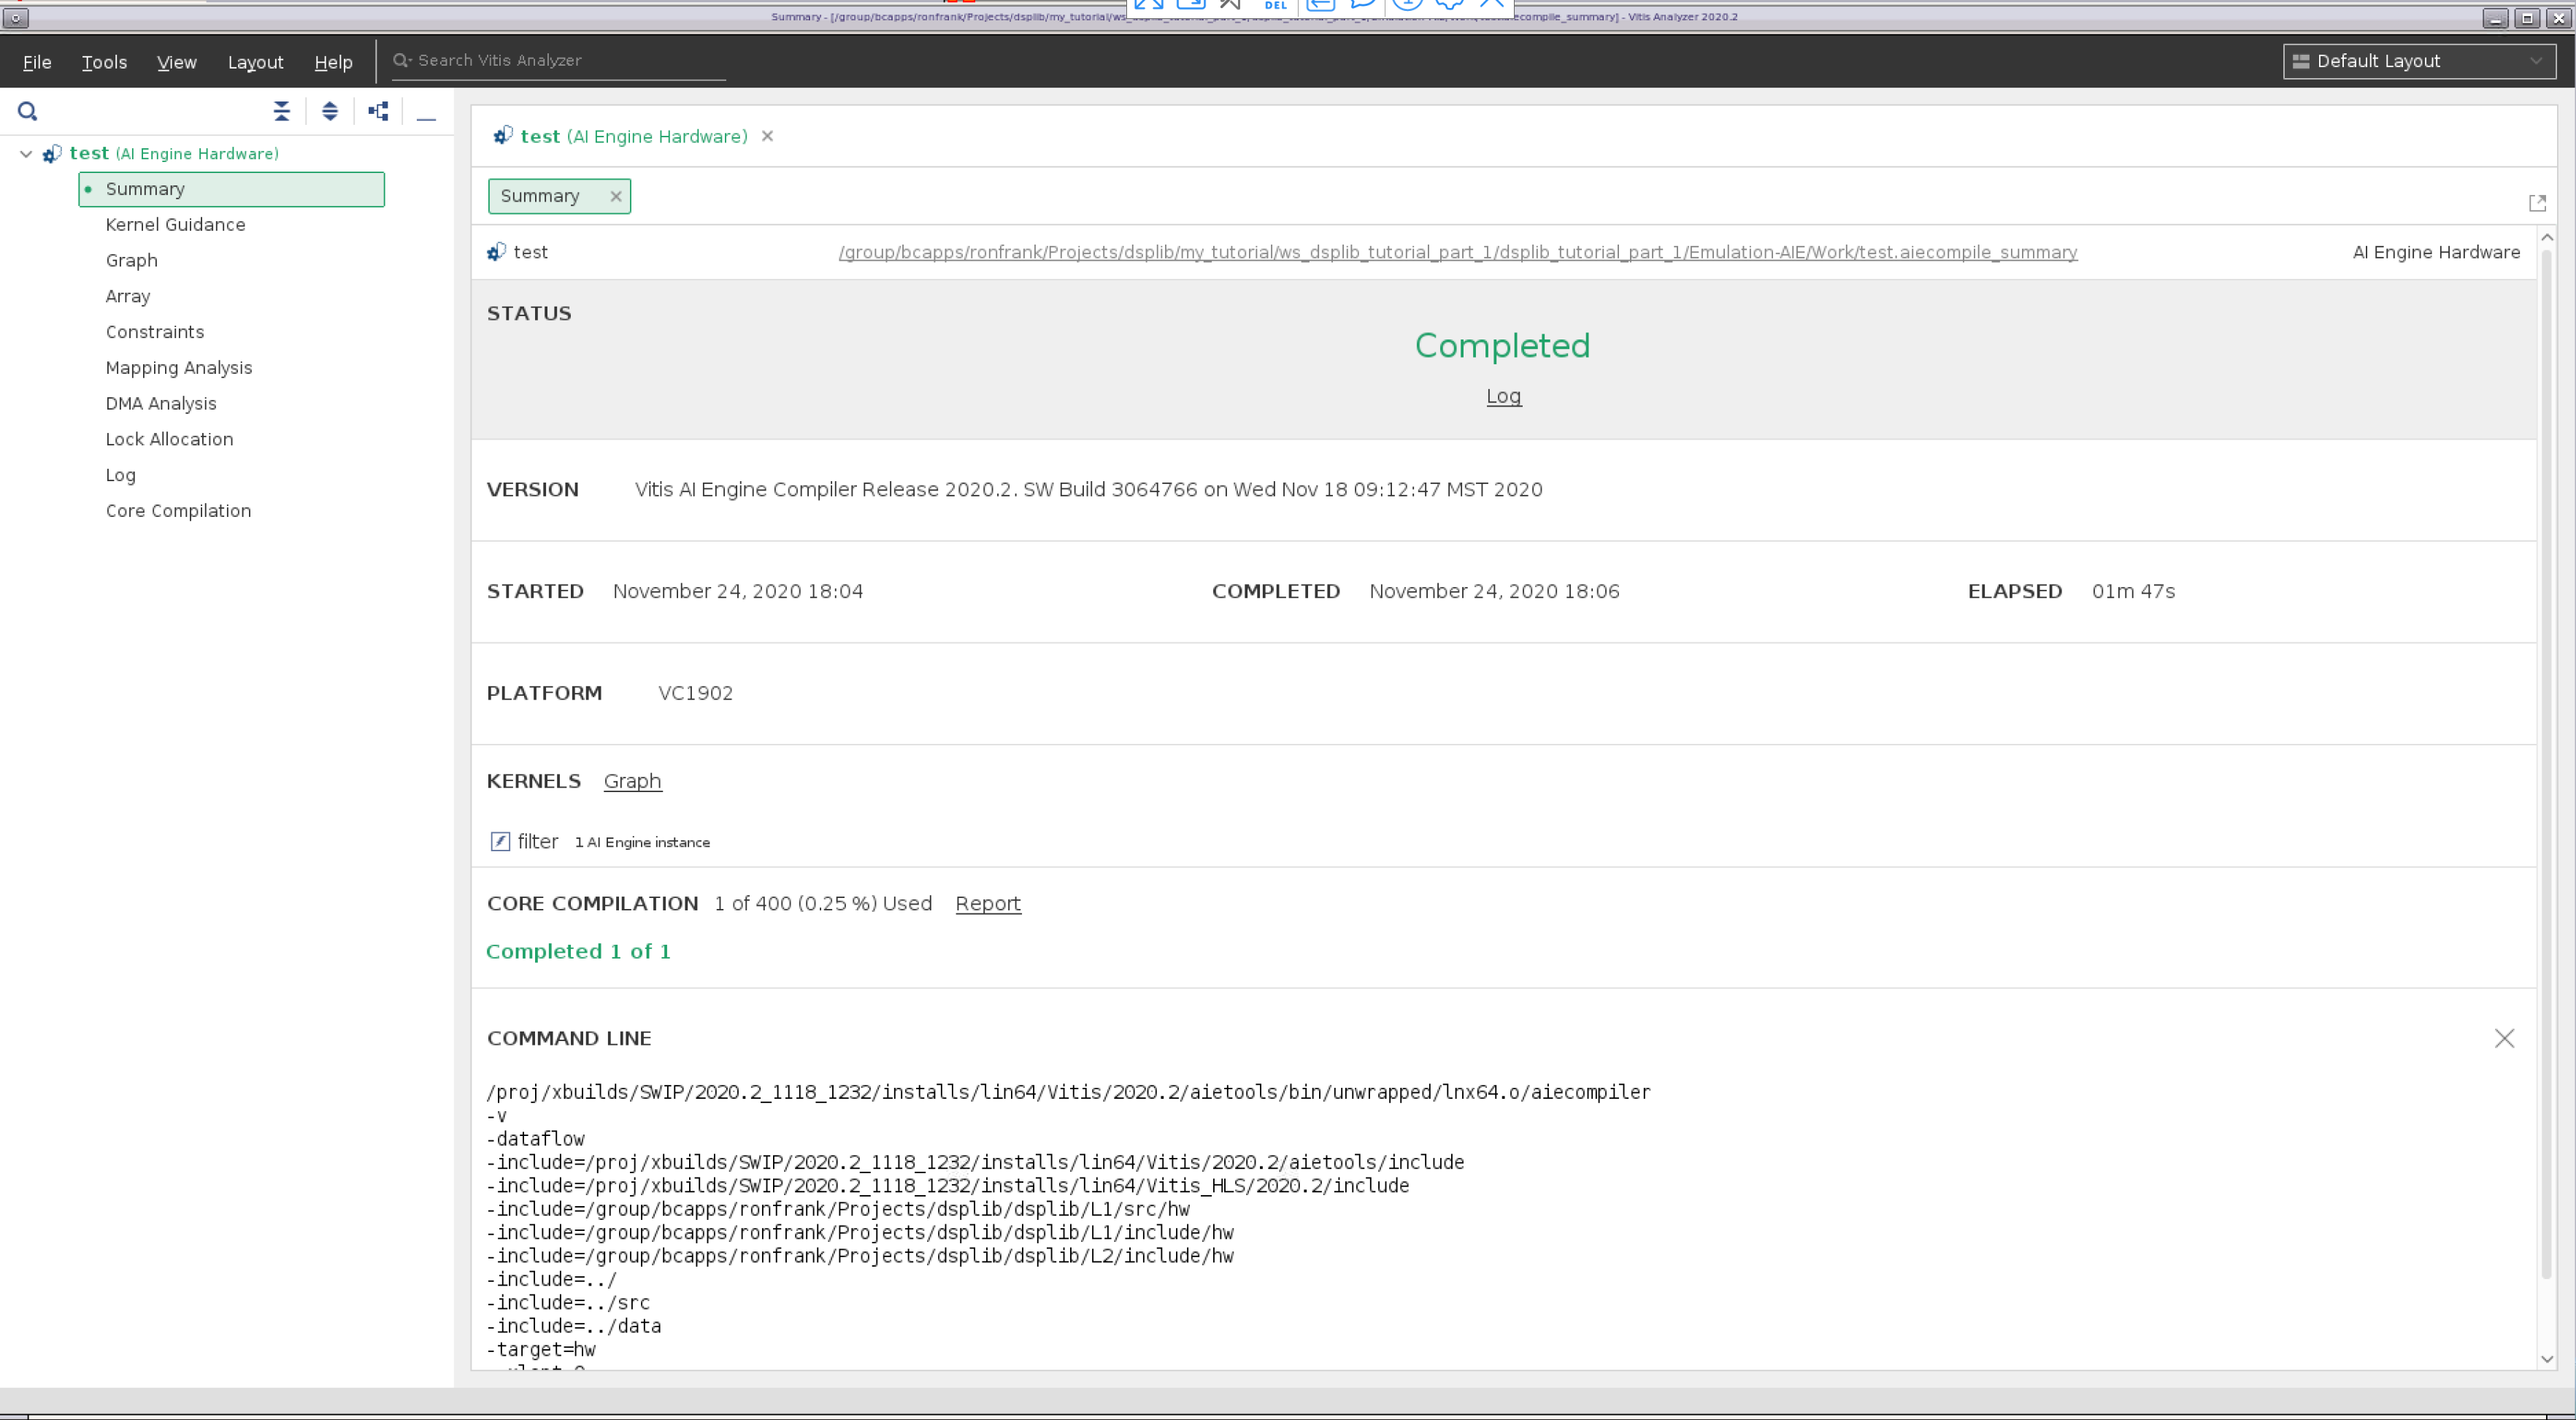 Summary - [/group/bcapps/ronfrank/Projects/dsplib/my_tutorial/ ecompile_summary] - Vitis Analyzer 2020.2
DEL
File Tools View Layout Help Search Vitis Analyzer Default Layout
test (AI Engine Hardware)
Summary
Kernel Guidance
Graph
Array
Constraints
Mapping Analysis
DMA Analysis
Lock Allocation
Log
Core Compilation
test (AI Engine Hardware)
Summary
test /group/bcapps/ronfrank/Projects/dsplib/my_tutorial/ws_dsplib_tutorial_part_1/dsplib_tutorial_part_1/Emulation-AIE/Work/test.aiecompile_summary AI Engine Hardware
STATUS
Completed
Log
VERSION Vitis AI Engine Compiler Release 2020.2. SW Build 3064766 on Wed Nov 18 09:12:47 MST 2020
STARTED November 24, 2020 18:04 COMPLETED November 24, 2020 18:06 ELAPSED 01m 47s
PLATFORM VC1902
KERNELS Graph
filter 1 AI Engine instance
CORE COMPILATION 1 of 400 (0.25 %) Used Report
Completed 1 of 1
COMMAND LINE
/proj/xbuilds/SWIP/2020.2_1118_1232/installs/lin64/Vitis/2020.2/aietools/bin/unwrapped/lnx64.o/aiecompiler
-v
-dataflow
-include=/proj/xbuilds/SWIP/2020.2_1118_1232/installs/lin64/Vitis/2020.2/aietools/include
-include=/proj/xbuilds/SWIP/2020.2_1118_1232/installs/lin64/Vitis_HLS/2020.2/include
-include=/group/bcapps/ronfrank/Projects/dsplib/dsplib/L1/src/hw
-include=/group/bcapps/ronfrank/Projects/dsplib/dsplib/L1/include/hw
-include=/group/bcapps/ronfrank/Projects/dsplib/dsplib/L2/include/hw
-include=../
-include=../src
-include=../data
-target=hw